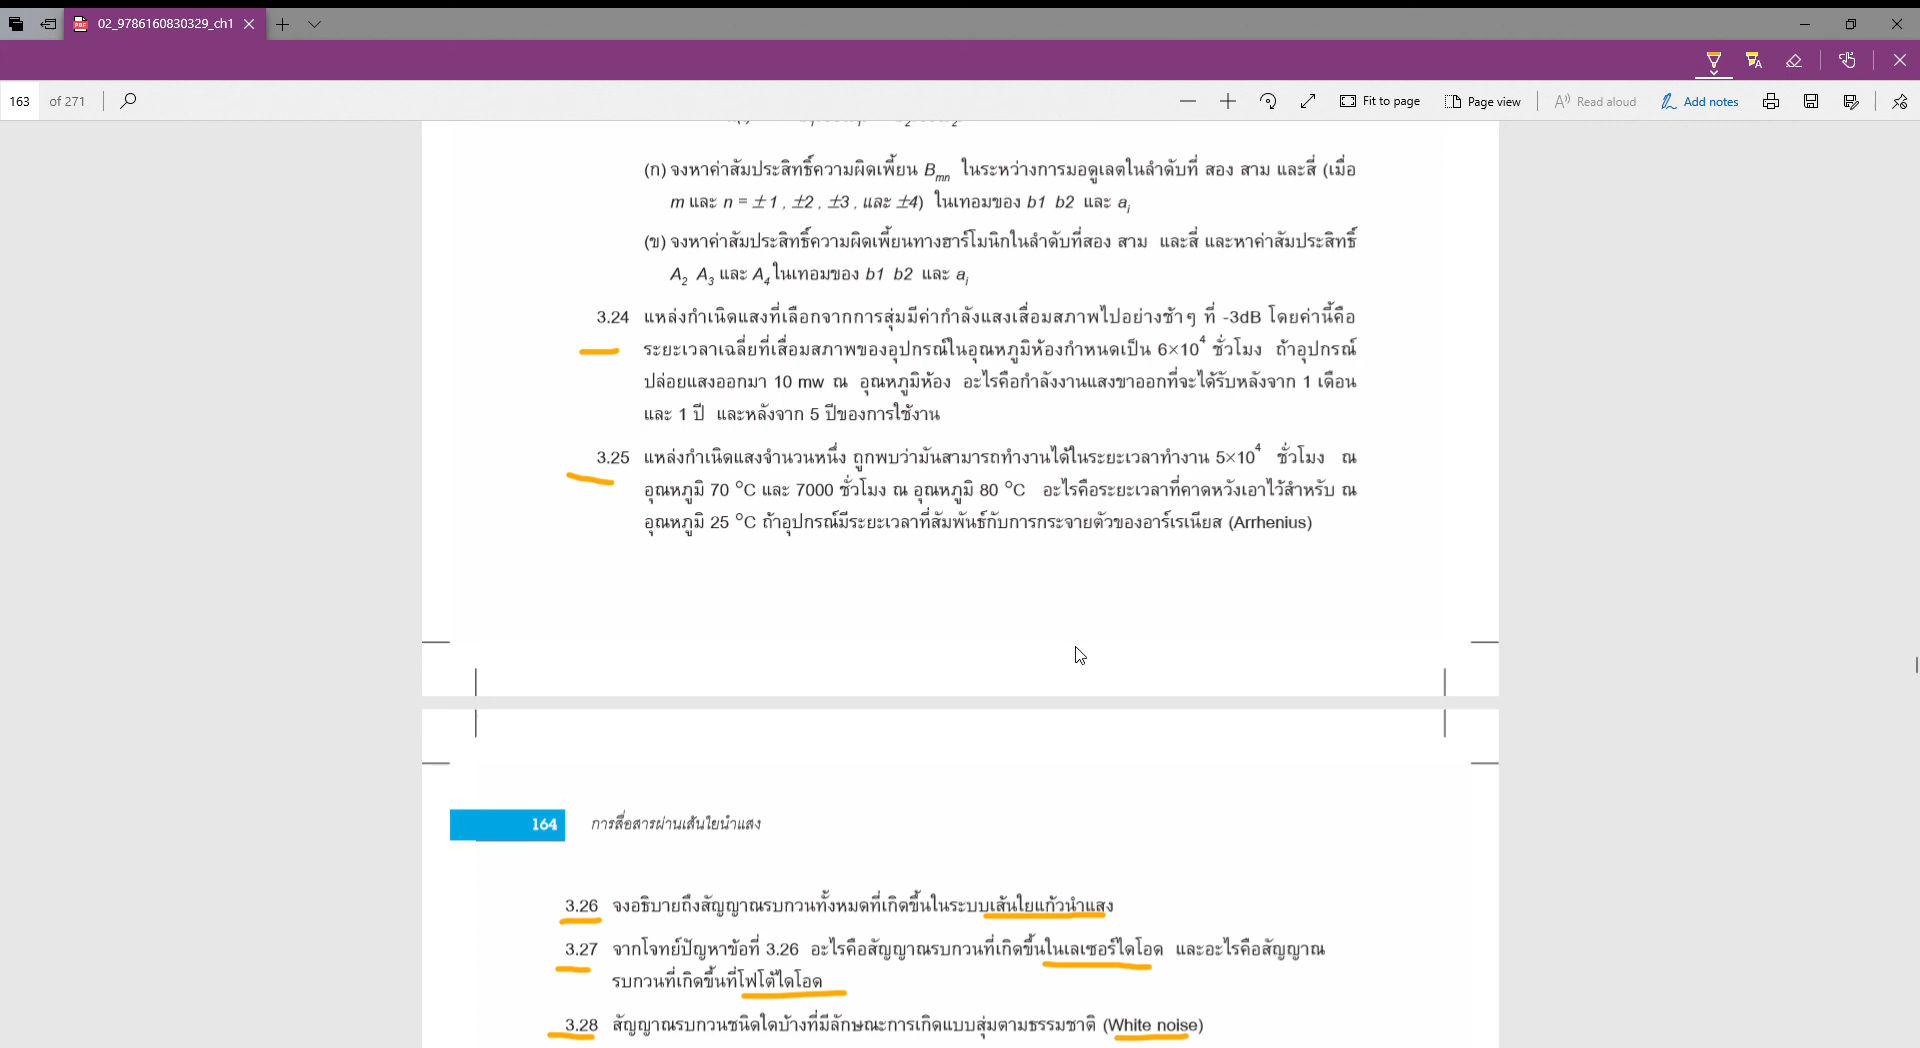 02_9786160830329_ch1
163 of 271
Fit to page
Page view
Read aloud
Add notes
(ก) จงหาค่าสัมประสิทธิ์ความผิดเพี้ยน Bmn ในระหว่างการมอดูเลตในลำดับที่ สอง สาม และสี่ (เมื่อ
m และ n = ±1 , ±2 , ±3 , และ ±4) ในเทอมของ b1 b2 และ ai
(ข) จงหาค่าสัมประสิทธิ์ความผิดเพี้ยนทางฮาร์โมนิกในลำดับที่สอง สาม และสี่ และหาค่าสัมประสิทธิ์
A2 A3 และ A4 ในเทอมของ b1 b2 และ ai
3.24 แหล่งกำเนิดแสงที่เลือกจากการสุ่มมีค่ากำลังแสงเสื่อมสภาพไปอย่างช้าๆ ที่ -3dB โดยค่านี้คือ
ระยะเวลาเฉลี่ยที่เสื่อมสภาพของอุปกรณ์ในอุณหภูมิห้องกำหนดเป็น 6×10⁴ ชั่วโมง ถ้าอุปกรณ์
ปล่อยแสงออกมา 10 mw ณ อุณหภูมิห้อง อะไรคือกำลังงานแสงขาออกที่จะได้รับหลังจาก 1 เดือน
และ 1 ปี และหลังจาก 5 ปีของการใช้งาน
3.25 แหล่งกำเนิดแสงจำนวนหนึ่ง ถูกพบว่ามันสามารถทำงานได้ในระยะเวลาทำงาน 5×10⁴ ชั่วโมง ณ
อุณหภูมิ 70 °C และ 7000 ชั่วโมง ณ อุณหภูมิ 80 °C อะไรคือระยะเวลาที่คาดหวังเอาไว้สำหรับ ณ
อุณหภูมิ 25 °C ถ้าอุปกรณ์มีระยะเวลาที่สัมพันธ์กับการกระจายตัวของอาร์เรเนียส (Arrhenius)
164 การสื่อสารผ่านเส้นใยนำแสง
3.26 จงอธิบายถึงสัญญาณรบกวนทั้งหมดที่เกิดขึ้นในระบบเส้นใยแก้วนำแสง
3.27 จากโจทย์ปัญหาข้อที่ 3.26 อะไรคือสัญญาณรบกวนที่เกิดขึ้นในเลเซอร์ไดโอด และอะไรคือสัญญาณ
รบกวนที่เกิดขึ้นที่โฟโต้ไดโอด
3.28 สัญญาณรบกวนชนิดใดบ้างที่มีลักษณะการเกิดแบบสุ่มตามธรรมชาติ (White noise)